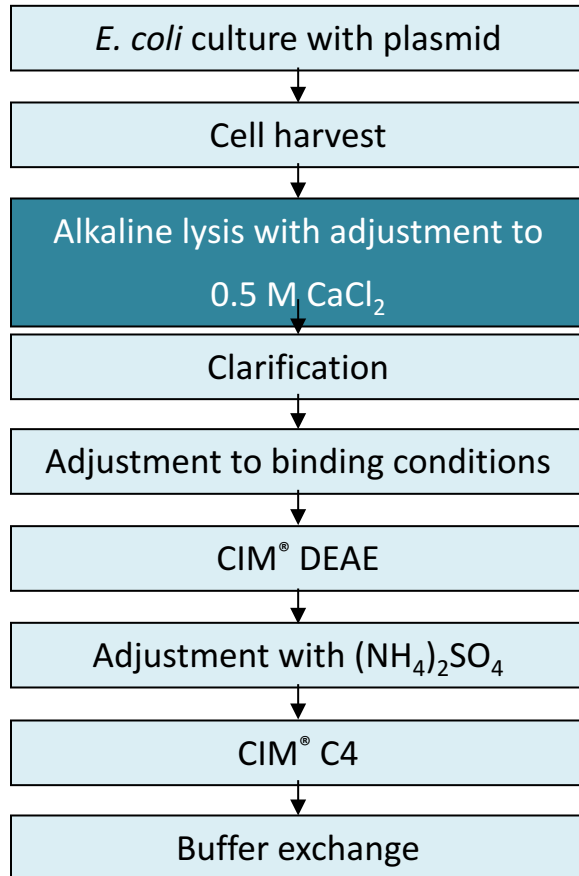 E. coli culture with plasmid
Cell harvest
Alkaline lysis with adjustment to
0.5 M CaCl₂
Clarification
Adjustment to binding conditions
CIM® DEAE
Adjustment with (NH₄)₂SO₄
CIM® C4
Buffer exchange